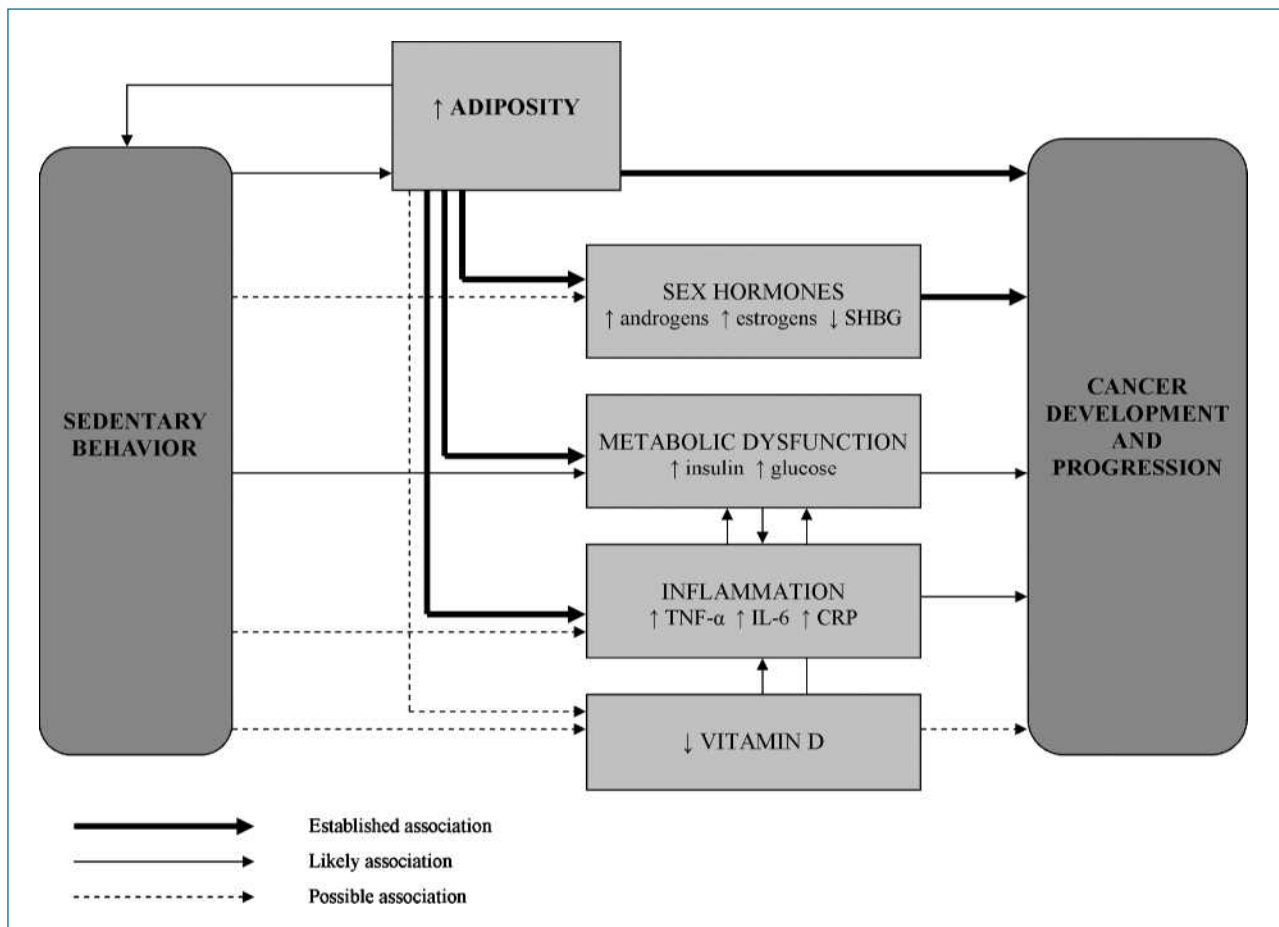 ↑ ADIPOSITY
SEDENTARY
BEHAVIOR
SEX HORMONES
↑ androgens ↑ estrogens ↓ SHBG
METABOLIC DYSFUNCTION
↑ insulin ↑ glucose
INFLAMMATION
↑ TNF-α ↑ IL-6 ↑ CRP
↓ VITAMIN D
CANCER
DEVELOPMENT
AND
PROGRESSION
Established association
Likely association
Possible association